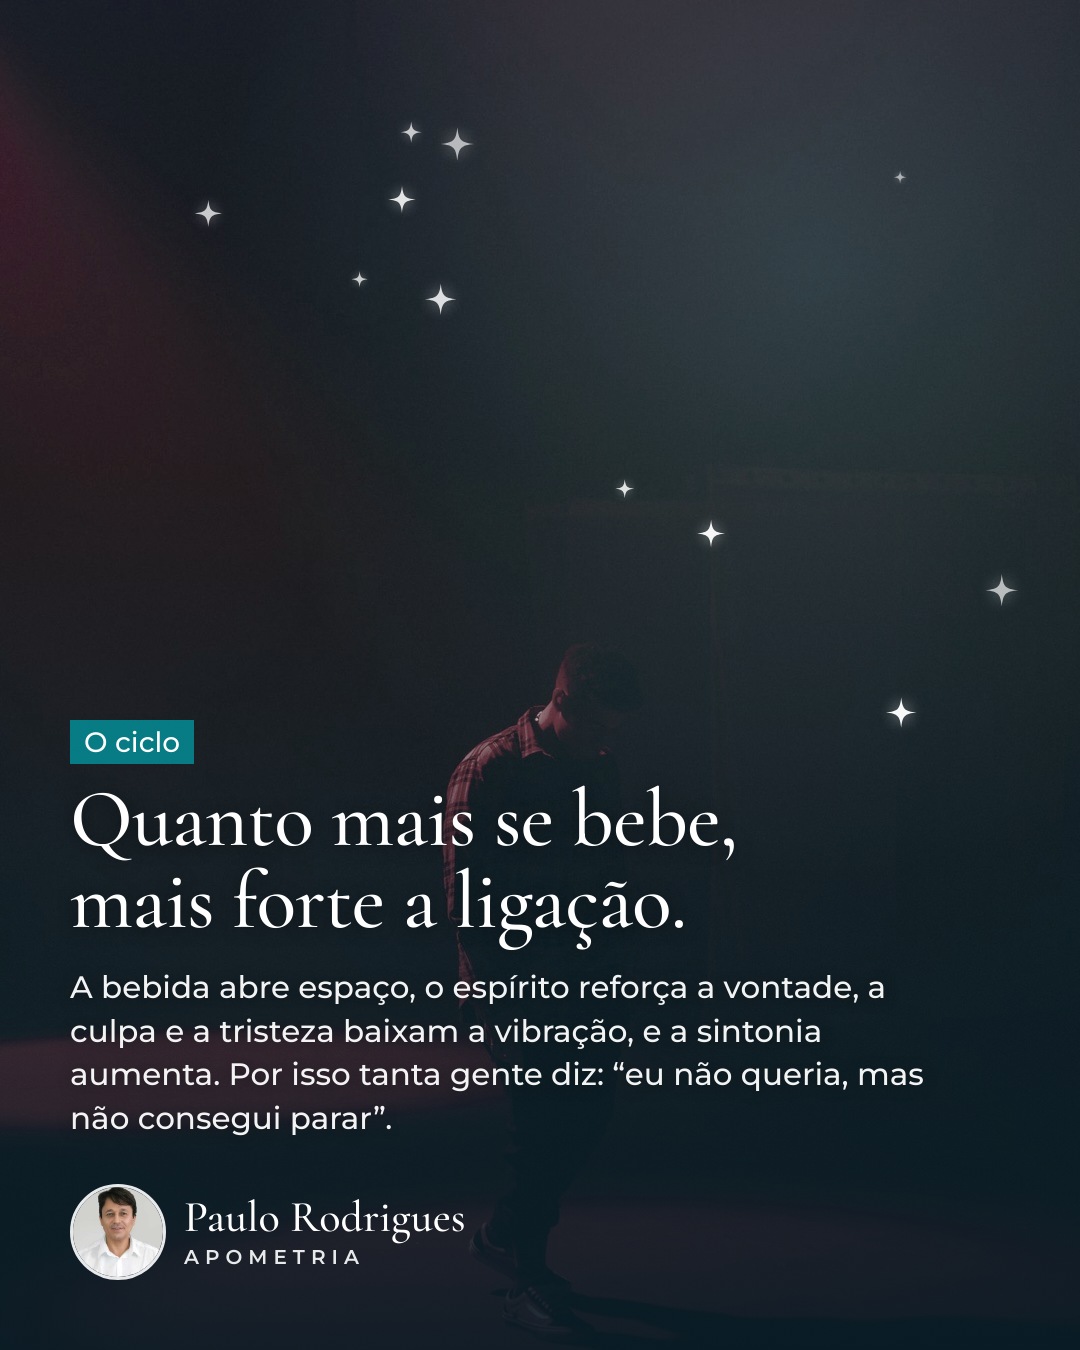 O ciclo
Quanto mais se bebe,
mais forte a ligação.
A bebida abre espaço, o espírito reforça a vontade, a
culpa e a tristeza baixam a vibração, e a sintonia
aumenta. Por isso tanta gente diz: “eu não queria, mas
não consegui parar”.
Paulo Rodrigues
APOMETRIA